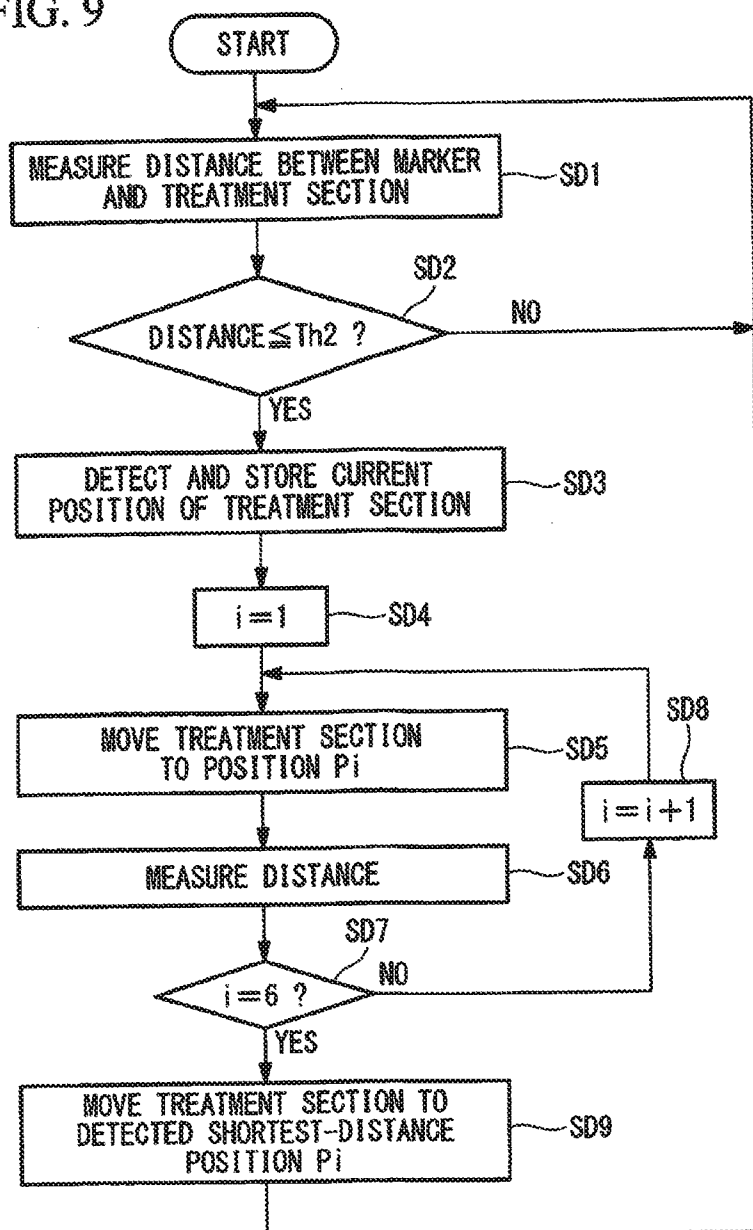 FIG. 9
START
MEASURE DISTANCE BETWEEN MARKER
AND TREATMENT SECTION
SD1
SD2
DISTANCE≦Th2 ?
NO
YES
DETECT AND STORE CURRENT
POSITION OF TREATMENT SECTION
SD3
i=1
SD4
MOVE TREATMENT SECTION
TO POSITION Pi
SD5
SD8
i=i+1
MEASURE DISTANCE
SD6
SD7
i=6 ?
NO
YES
MOVE TREATMENT SECTION TO
DETECTED SHORTEST-DISTANCE
POSITION Pi
SD9